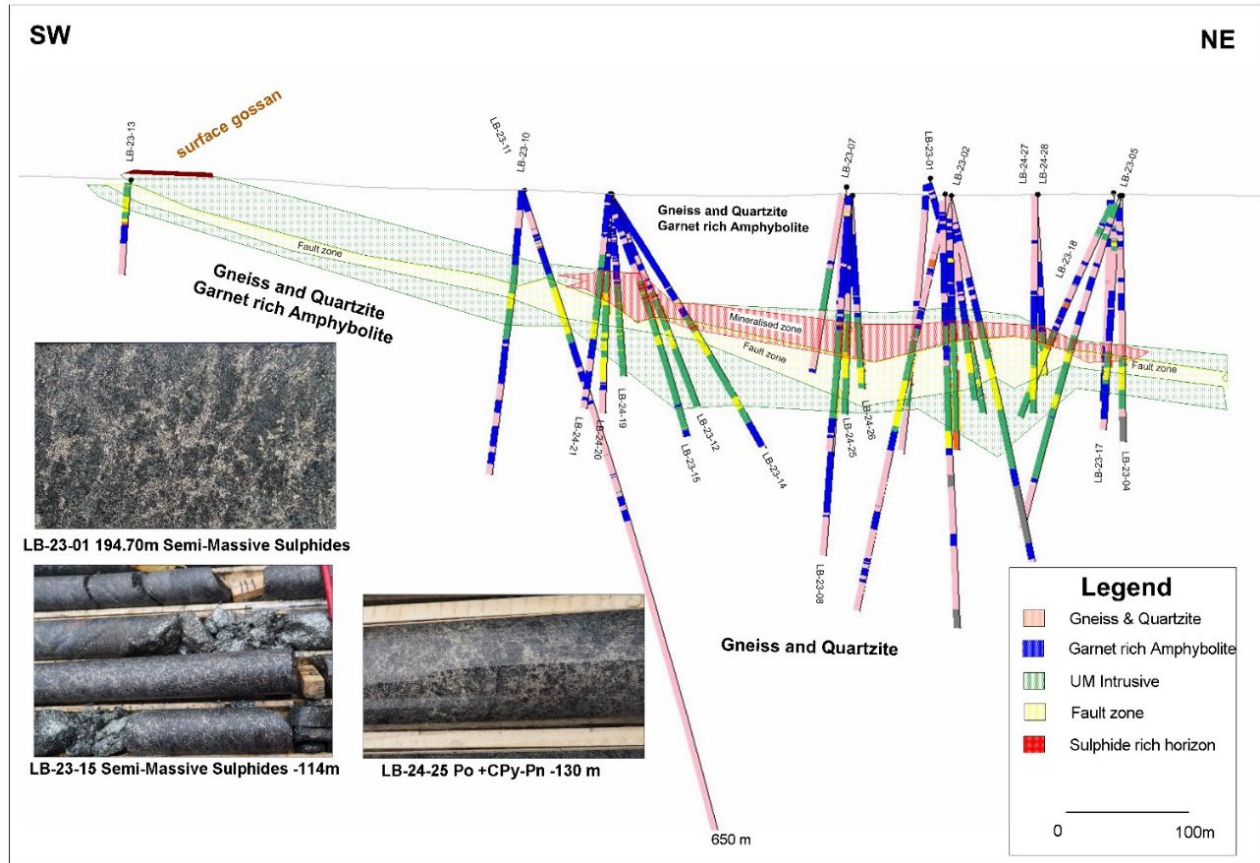 SW
NE
surface gossan
LB-23-13
LB-23-11
LB-23-10
LB-23-07
LB-23-01
LB-23-02
LB-24-27
LB-24-28
LB-23-05
Gneiss and Quartzite
Garnet rich Amphybolite
LB-23-18
Fault zone
Gneiss and Quartzite
Garnet rich Amphybolite
Mineralised zone
Fault zone
Fault zone
LB-24-21
LB-24-20
LB-24-19
LB-23-15
LB-23-12
LB-23-14
LB-23-08
LB-24-25
LB-24-26
LB-23-17
LB-23-04
LB-23-01 194.70m Semi-Massive Sulphides
LB-23-15 Semi-Massive Sulphides -114m
LB-24-25 Po +CPy-Pn -130 m
Gneiss and Quartzite
650 m
Legend
Gneiss & Quartzite
Garnet rich Amphybolite
UM Intrusive
Fault zone
Sulphide rich horizon
0
100m